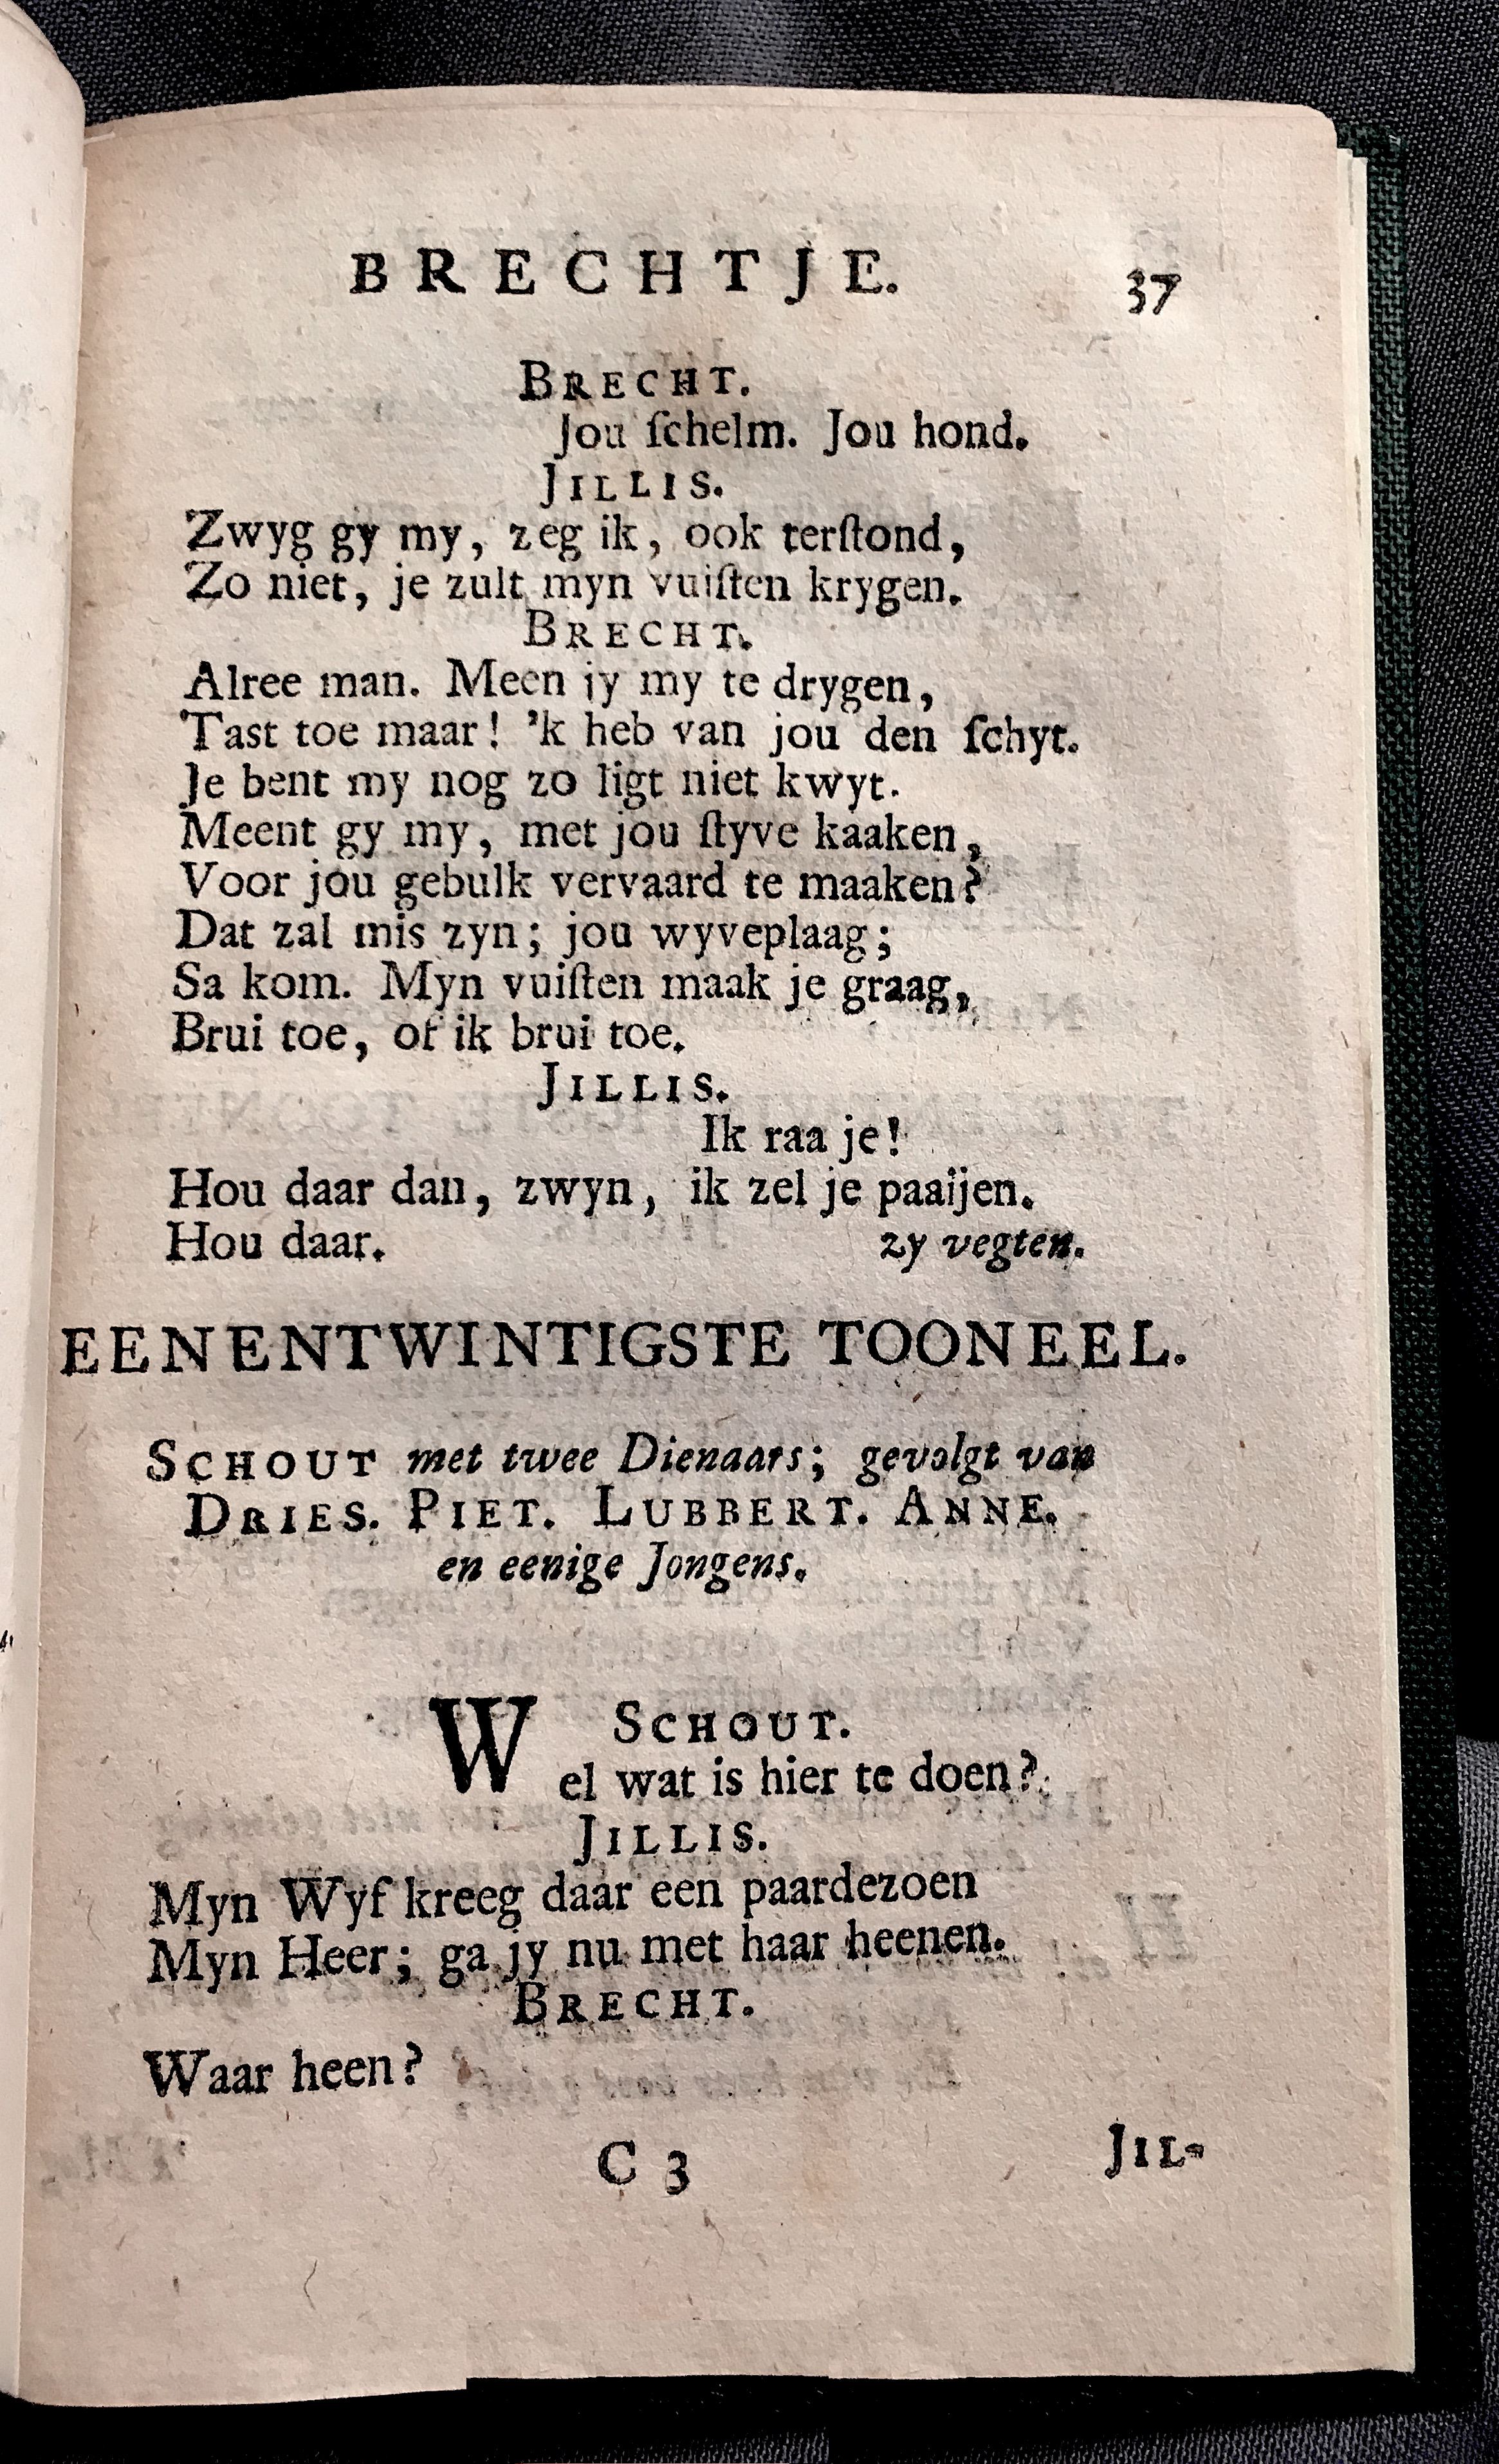 BRECHTJE. 37
BRECHT.
Jou ſchelm. Jou hond.
JILLIS.
Zwyg gy my, zeg ik, ook terſtond,
Zo niet, je zult myn vuiſten krygen.
BRECHT.
Alree man. Meen jy my te drygen,
Tast toe maar! 'k heb van jou den ſchyt.
Je bent my nog zo ligt niet kwyt.
Meent gy my, met jou ſtyve kaaken,
Voor jou gebulk vervaard te maaken?
Dat zal mis zyn; jou wyveplaag;
Sa kom. Myn vuiſten maak je graag,
Brui toe, of ik brui toe.
JILLIS.
Ik raa je!
Hou daar dan, zwyn, ik zel je paaijen.
Hou daar. zy vegten.
EENENTWINTIGSTE TOONEEL.
SCHOUT met twee Dienaars; gevolgt van
DRIES. PIET. LUBBERT. ANNE.
en eenige Jongens.
SCHOUT.
Wel wat is hier te doen?
JILLIS.
Myn Wyf kreeg daar een paardezoen
Myn Heer; ga jy nu met haar heenen.
BRECHT.
Waar heen?
C 3 JIL-